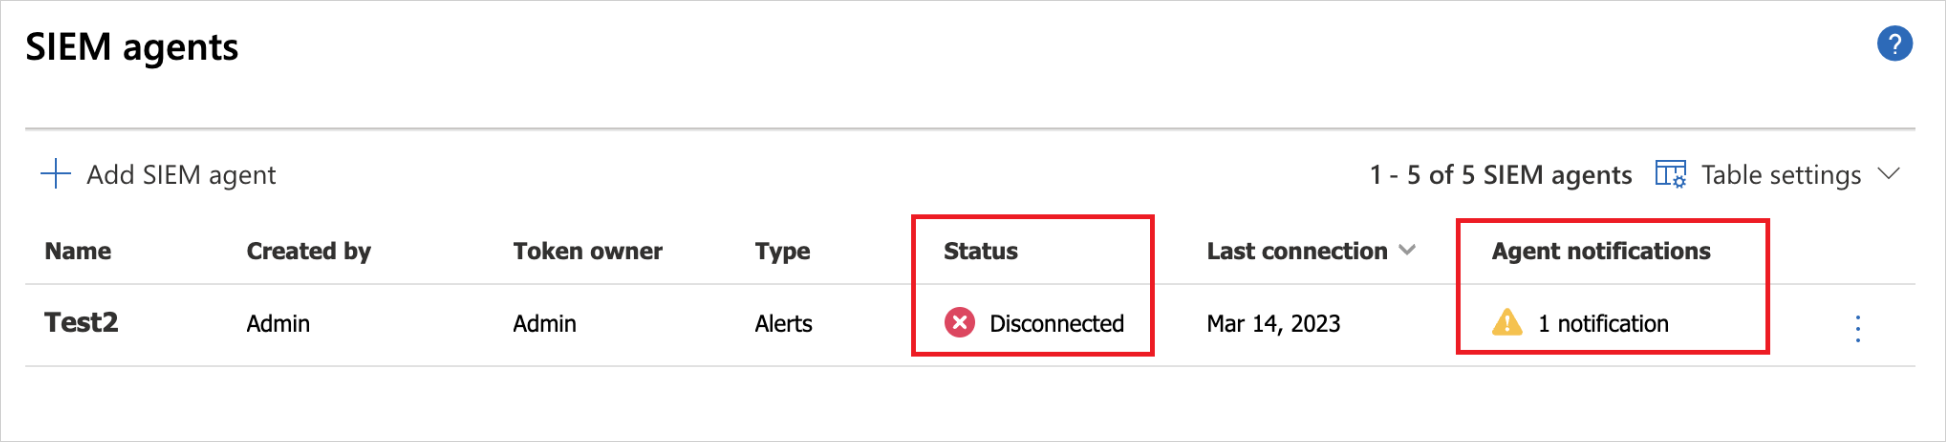 SIEM agents
?
Add SIEM agent
1 - 5 of 5 SIEM agents Table settings
Name Created by Token owner Type Status Last connection Agent notifications
Test2 Admin Admin Alerts Disconnected Mar 14, 2023 1 notification